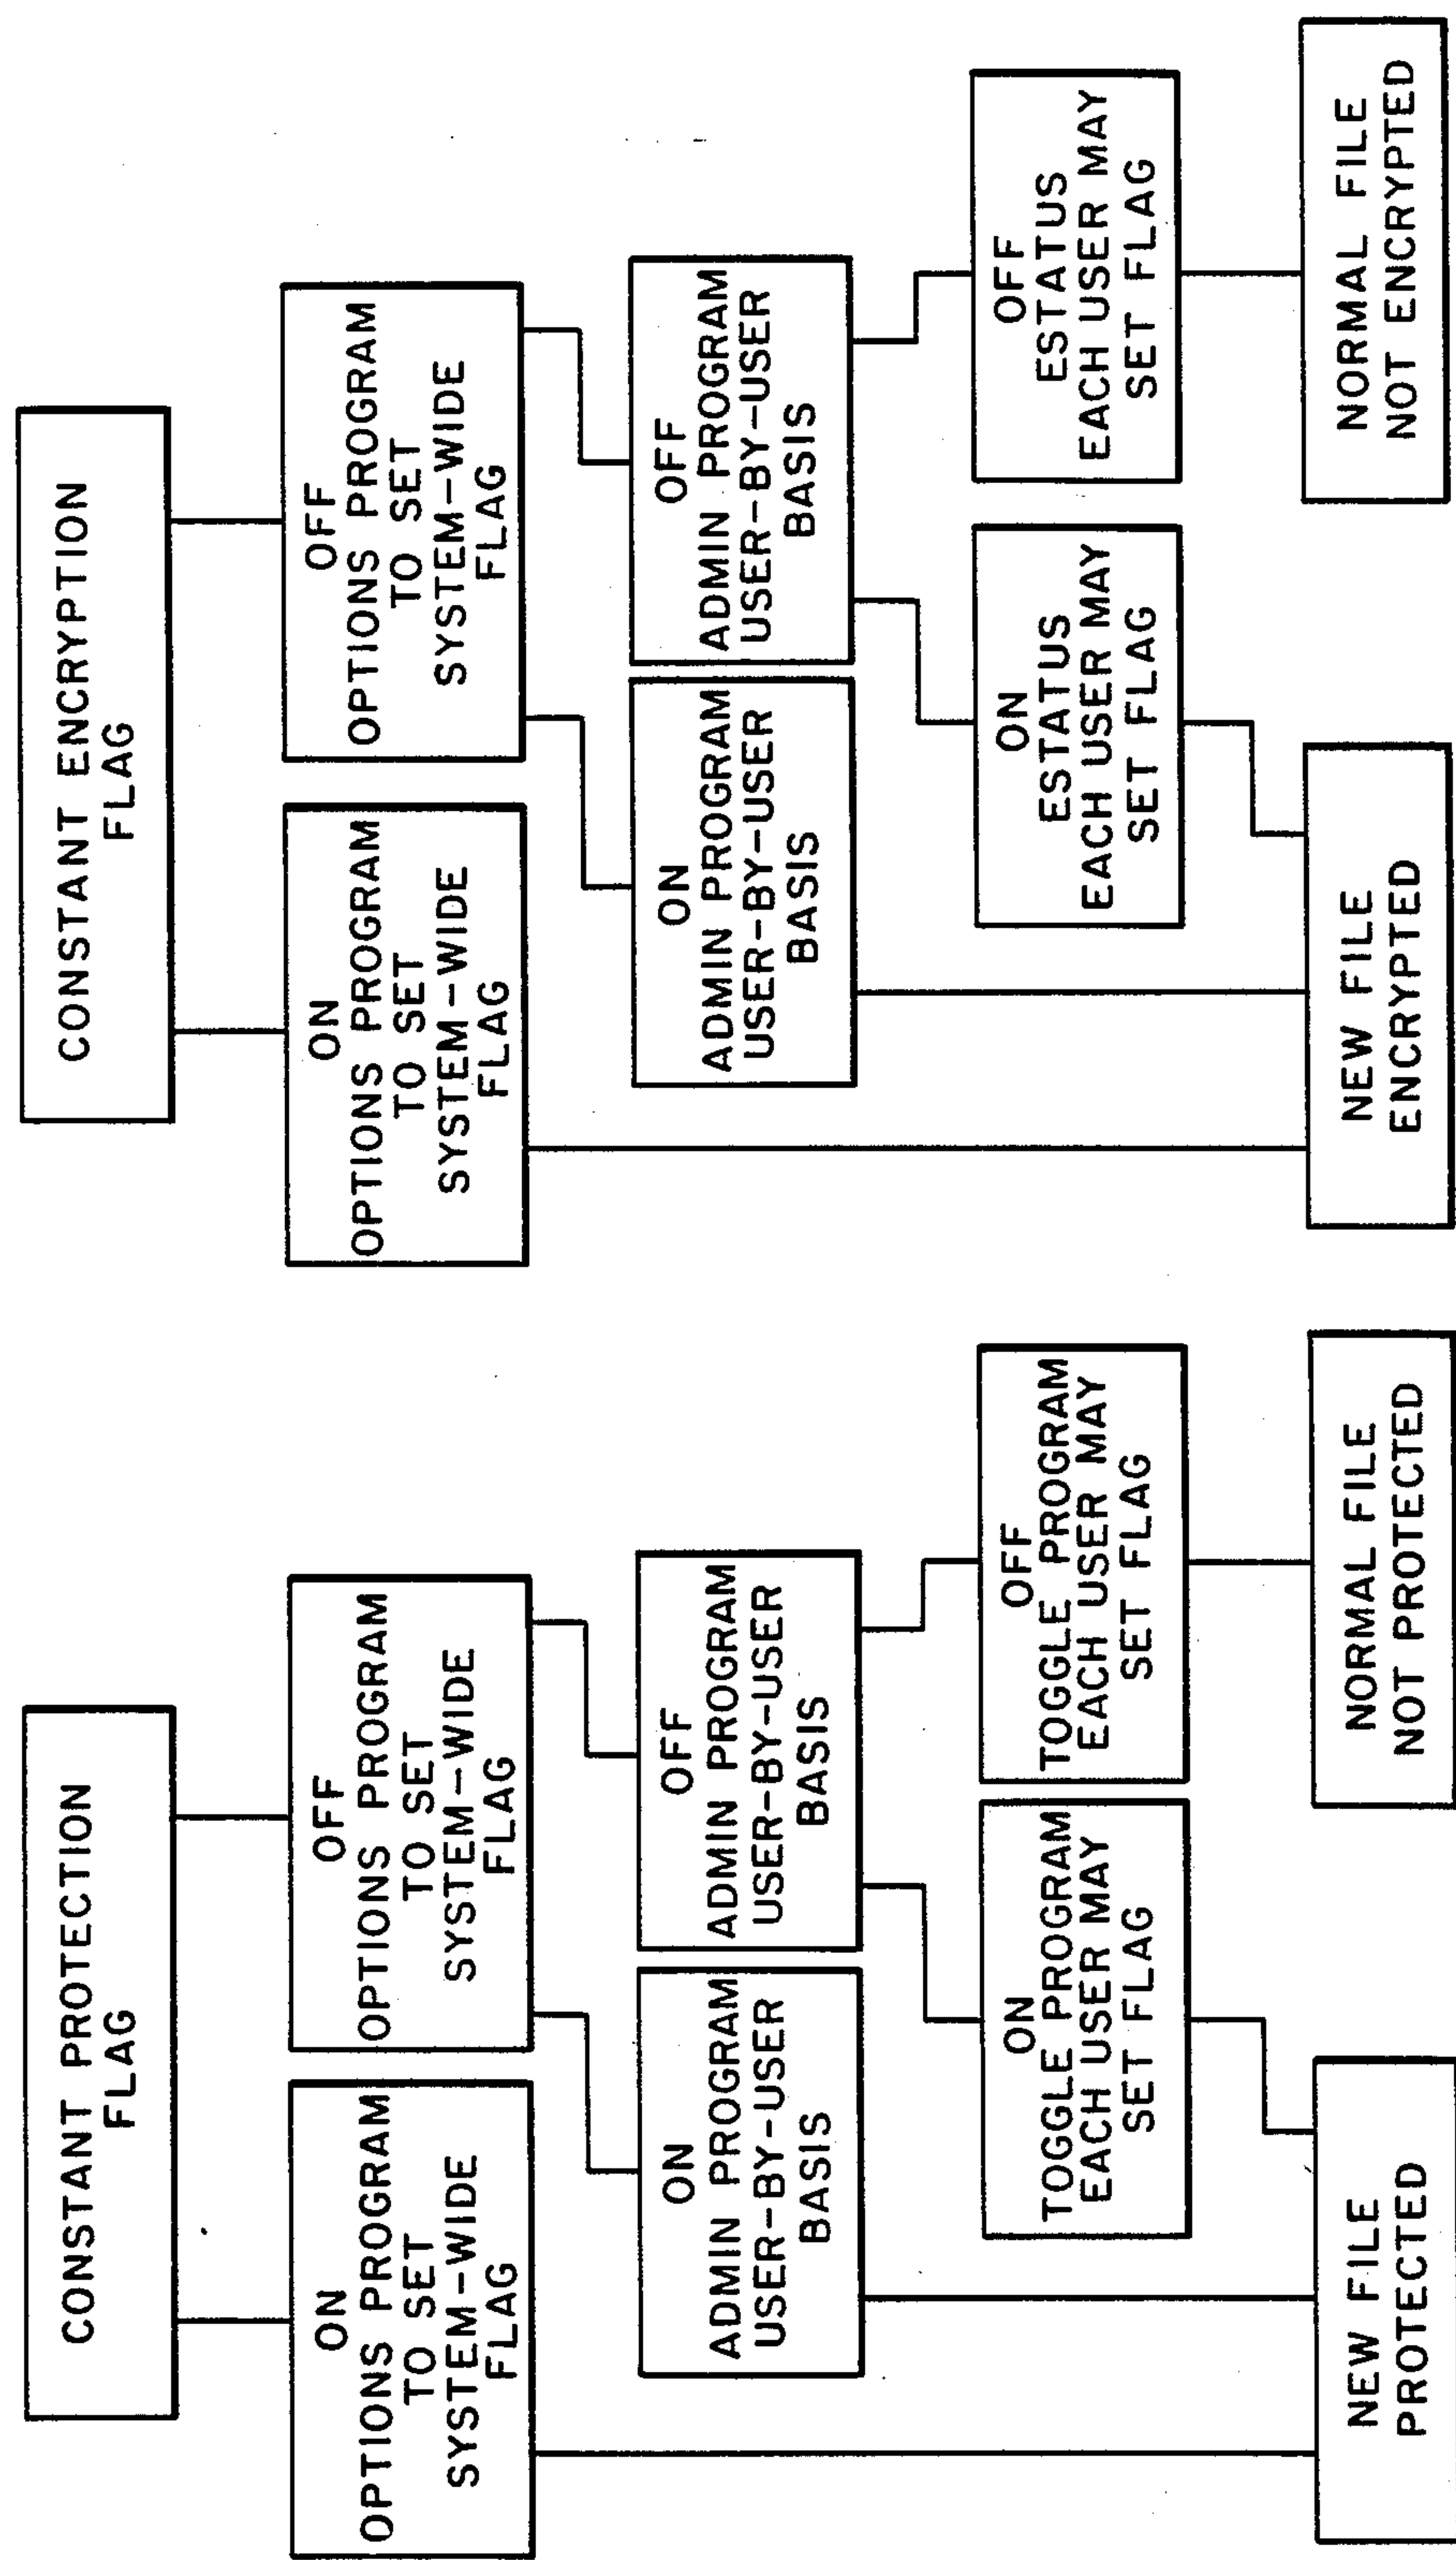 CONSTANT PROTECTION
FLAG
ON
OPTIONS PROGRAM
TO SET
SYSTEM-WIDE
FLAG
OFF
OPTIONS PROGRAM
TO SET
SYSTEM-WIDE
FLAG
ON
ADMIN PROGRAM
USER-BY-USER
BASIS
OFF
ADMIN PROGRAM
USER-BY-USER
BASIS
ON
TOGGLE PROGRAM
EACH USER MAY
SET FLAG
OFF
TOGGLE PROGRAM
EACH USER MAY
SET FLAG
NEW FILE
PROTECTED
NORMAL FILE
NOT PROTECTED
CONSTANT ENCRYPTION
FLAG
ON
OPTIONS PROGRAM
TO SET
SYSTEM-WIDE
FLAG
OFF
OPTIONS PROGRAM
TO SET
SYSTEM-WIDE
FLAG
ON
ADMIN PROGRAM
USER-BY-USER
BASIS
OFF
ADMIN PROGRAM
USER-BY-USER
BASIS
ON
ESTATUS
EACH USER MAY
SET FLAG
OFF
ESTATUS
EACH USER MAY
SET FLAG
NEW FILE
ENCRYPTED
NORMAL FILE
NOT ENCRYPTED